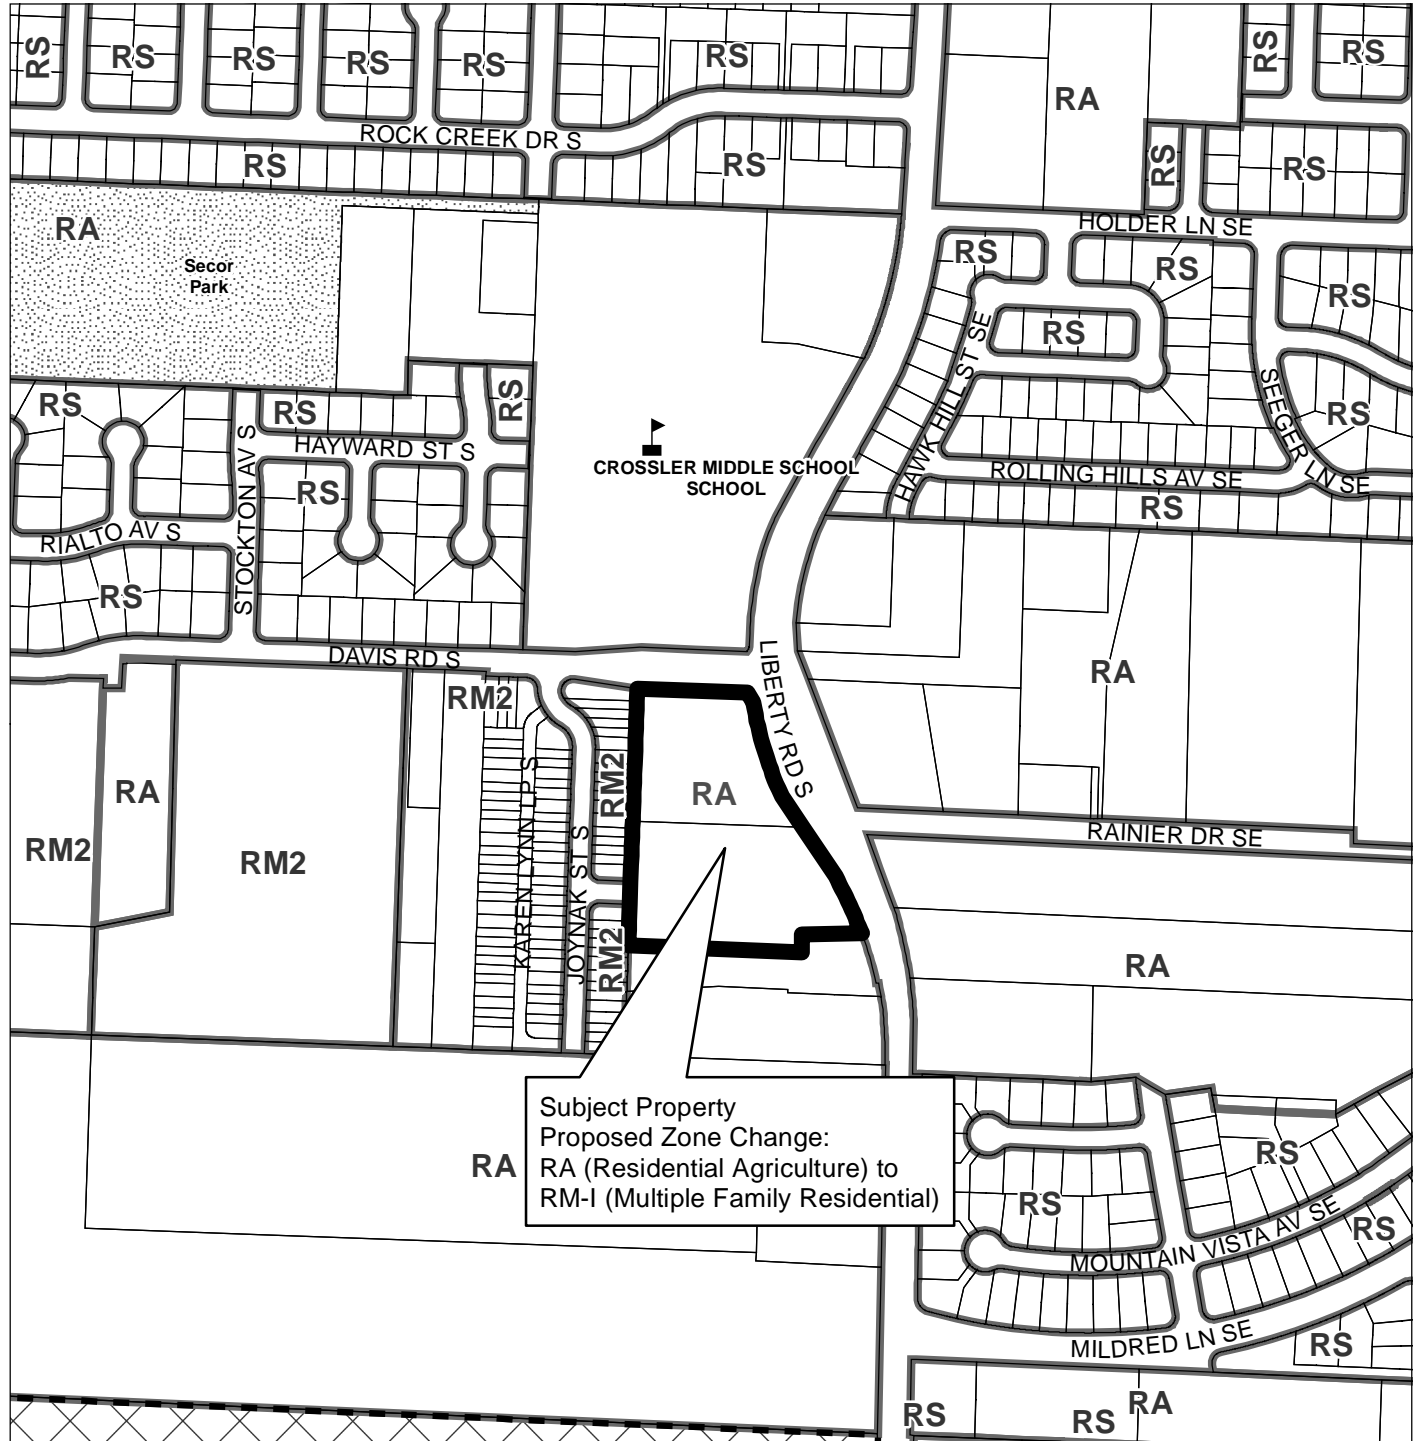 RS
RS
RS
RS
RS
RS
RS
RS
RA
ROCK CREEK DR S
RS
RS
RS
RS
RA
Secor
Park
HOLDER LN SE
RS
RS
RS
RS
RS
RS
RS
RS
HAWK HILL ST SE
SEEGER LN SE
HAYWARD ST S
STOCKTON AV S
CROSSLER MIDDLE SCHOOL
SCHOOL
ROLLING HILLS AV SE
RS
RS
RIALTO AV S
RS
DAVIS RD S
LIBERTY RD S
RA
RM2
RA
RM2
RA
RM2
RM2
KAREN LYNN LP S
JOYNAK ST S
RM2
RAINIER DR SE
RA
Subject Property
Proposed Zone Change:
RA (Residential Agriculture) to
RM-I (Multiple Family Residential)
RA
RS
RS
MOUNTAIN VISTA AV SE
RS
MILDRED LN SE
RS
RS
RS
RA